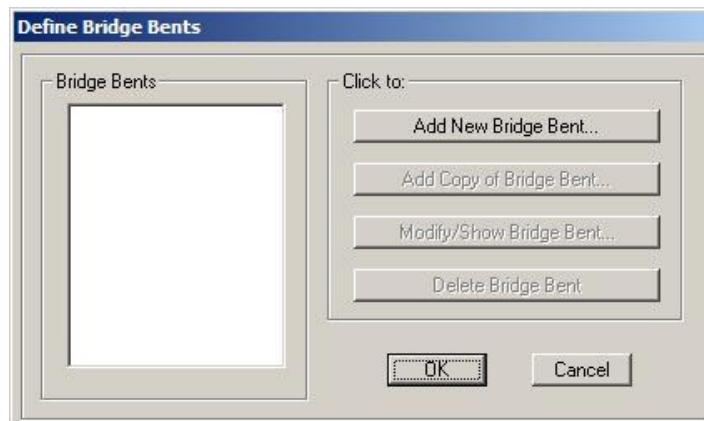 Define Bridge Bents
Bridge Bents
Click to:
Add New Bridge Bent...
Add Copy of Bridge Bent...
Modify/Show Bridge Bent...
Delete Bridge Bent
OK
Cancel